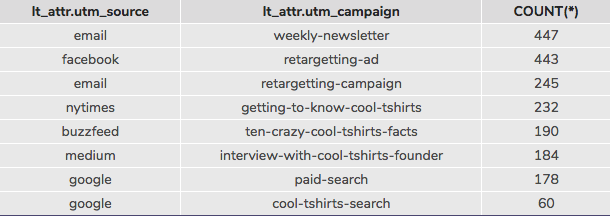 lt_attr.utm_source lt_attr.utm_campaign COUNT(*)
email weekly-newsletter 447
facebook retargetting-ad 443
email retargetting-campaign 245
nytimes getting-to-know-cool-tshirts 232
buzzfeed ten-crazy-cool-tshirts-facts 190
medium interview-with-cool-tshirts-founder 184
google paid-search 178
google cool-tshirts-search 60